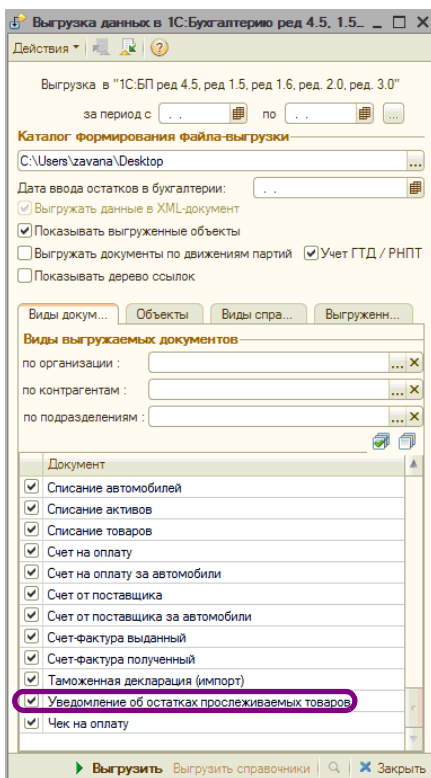 Выгрузка данных в 1С:Бухгалтерию ред 4.5, 1.5...
Действия
Выгрузка в "1С:БП ред 4.5, ред 1.5, ред 1.6, ред. 2.0, ред. 3.0"
за период с . . по . . ...
Каталог формирования файла-выгрузки
C:\Users\zavana\Desktop ...
Дата ввода остатков в бухгалтерии: . .
Выгружать данные в XML-документ
Показывать выгруженные объекты
Выгружать документы по движениям партий Учет ГТД / РНПТ
Показывать дерево ссылок
Виды докум... Объекты Виды спра... Выгруженн...
Виды выгружаемых документов
по организации : ... ×
по контрагентам : ... ×
по подразделениям : ... ×
Документ
Списание автомобилей
Списание активов
Списание товаров
Счет на оплату
Счет на оплату за автомобили
Счет от поставщика
Счет от поставщика за автомобили
Счет-фактура выданный
Счет-фактура полученный
Таможенная декларация (импорт)
Уведомление об остатках прослеживаемых товаров
Чек на оплату
Выгрузить Выгрузить справочники Закрыть